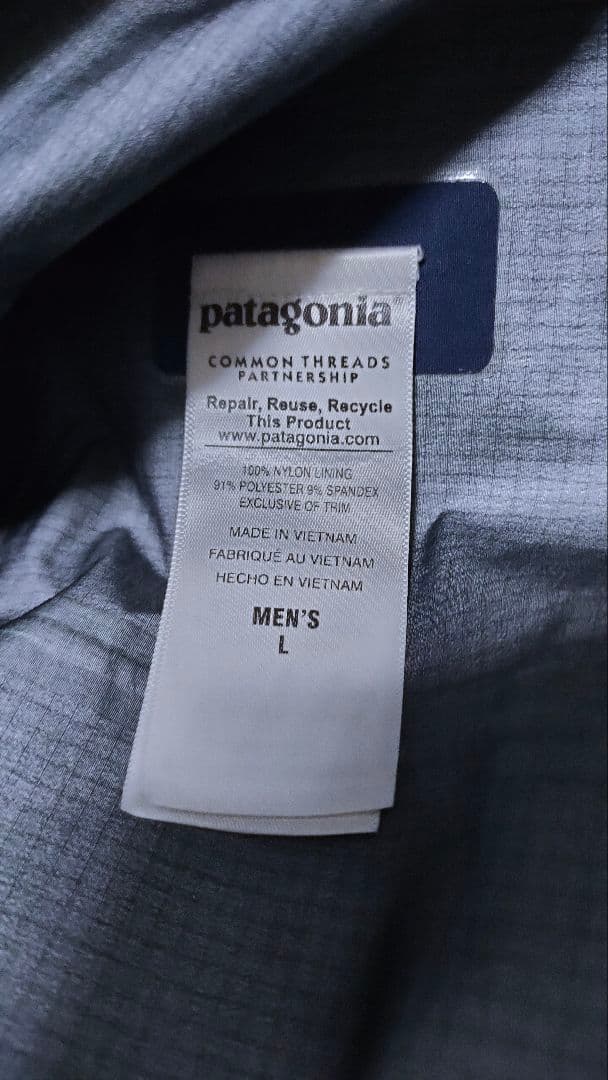 patagonia®
COMMON THREADS
PARTNERSHIP
Repair, Reuse, Recycle
This Product
www.patagonia.com
100% NYLON LINING
91% POLYESTER 9% SPANDEX
EXCLUSIVE OF TRIM
MADE IN VIETNAM
FABRIQUÉ AU VIETNAM
HECHO EN VIETNAM
MEN'S
L